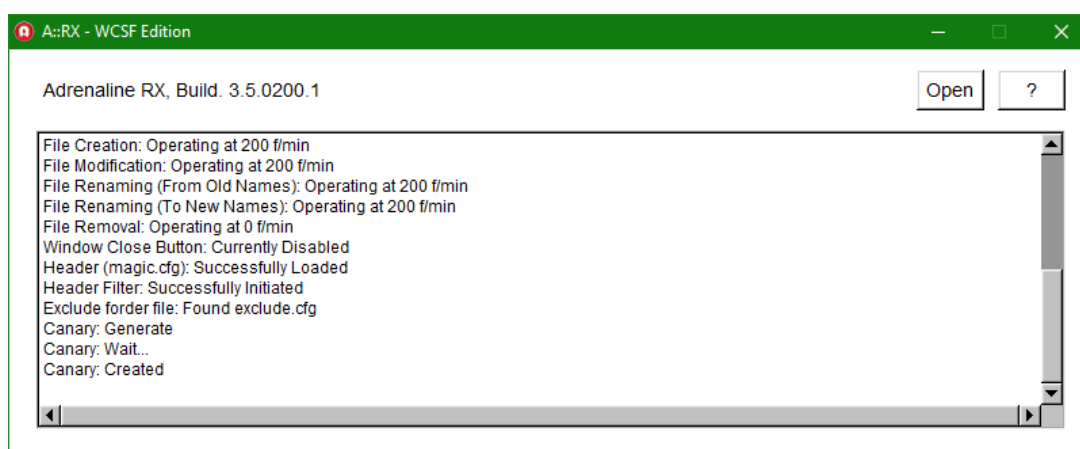 A::RX - WCSF Edition
Adrenaline RX, Build. 3.5.0200.1
Open
?
File Creation: Operating at 200 f/min
File Modification: Operating at 200 f/min
File Renaming (From Old Names): Operating at 200 f/min
File Renaming (To New Names): Operating at 200 f/min
File Removal: Operating at 0 f/min
Window Close Button: Currently Disabled
Header (magic.cfg): Successfully Loaded
Header Filter: Successfully Initiated
Exclude forder file: Found exclude.cfg
Canary: Generate
Canary: Wait...
Canary: Created